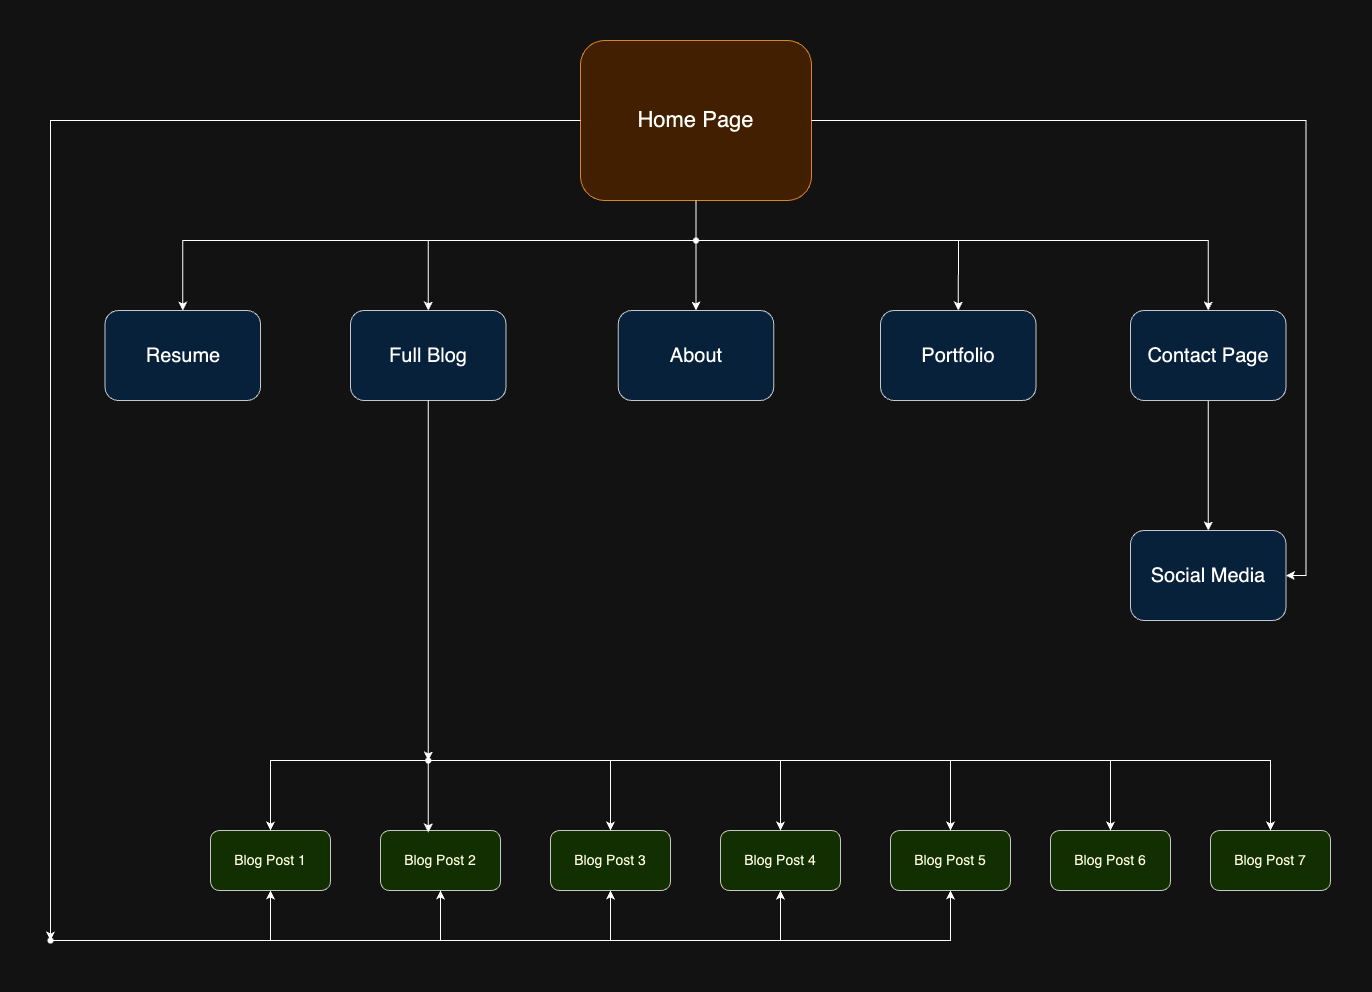 Home Page
Resume
Full Blog
About
Portfolio
Contact Page
Social Media
Blog Post 1
Blog Post 2
Blog Post 3
Blog Post 4
Blog Post 5
Blog Post 6
Blog Post 7